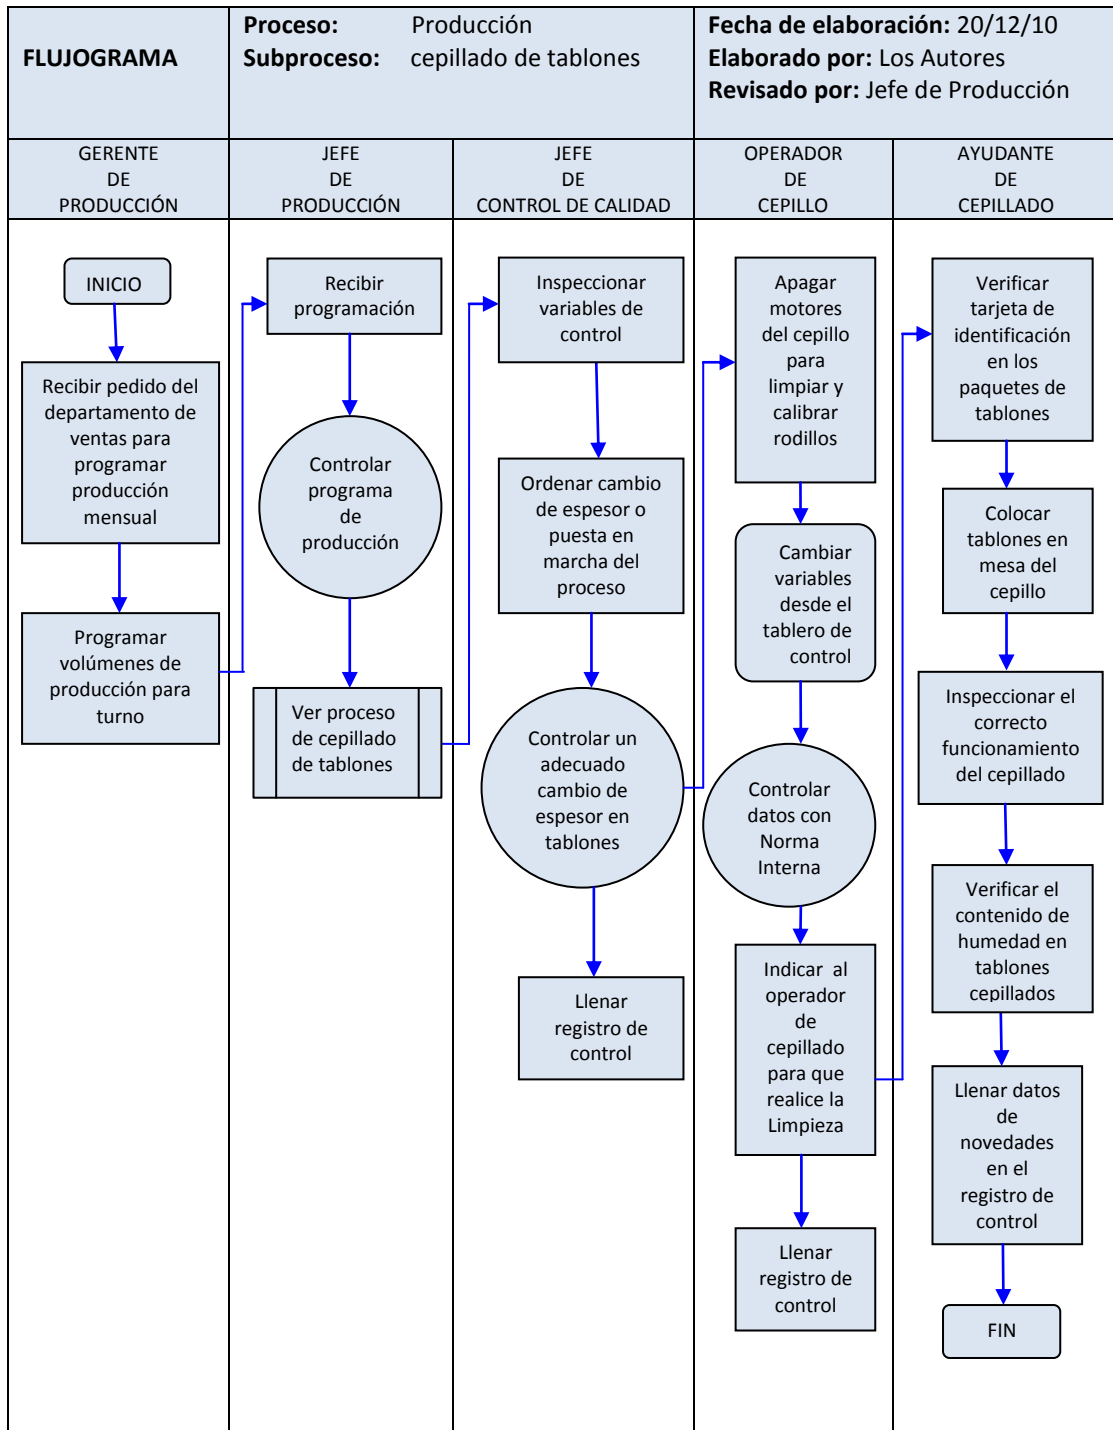 FLUJOGRAMA
Proceso: Producción
Subproceso: cepillado de tablones
Fecha de elaboración: 20/12/10
Elaborado por: Los Autores
Revisado por: Jefe de Producción
GERENTE
DE
PRODUCCIÓN
JEFE
DE
PRODUCCIÓN
JEFE
DE
CONTROL DE CALIDAD
OPERADOR
DE
CEPILLO
AYUDANTE
DE
CEPILLADO
INICIO
Recibir pedido del
departamento de
ventas para
programar
producción
mensual
Programar
volúmenes de
producción para
turno
Recibir
programación
Controlar
programa
de
producción
Ver proceso
de cepillado
de tablones
Inspeccionar
variables de
control
Ordenar cambio
de espesor o
puesta en
marcha del
proceso
Controlar un
adecuado
cambio de
espesor en
tablones
Llenar
registro de
control
Apagar
motores
del cepillo
para
limpiar y
calibrar
rodillos
Cambiar
variables
desde el
tablero de
control
Controlar
datos con
Norma
Interna
Indicar al
operador
de
cepillado
para que
realice la
Limpieza
Llenar
registro de
control
Verificar
tarjeta de
identificación
en los
paquetes de
tablones
Colocar
tablones en
mesa del
cepillo
Inspeccionar el
correcto
funcionamiento
del cepillado
Verificar el
contenido de
humedad en
tablones
cepillados
Llenar datos
de
novedades
en el
registro de
control
FIN